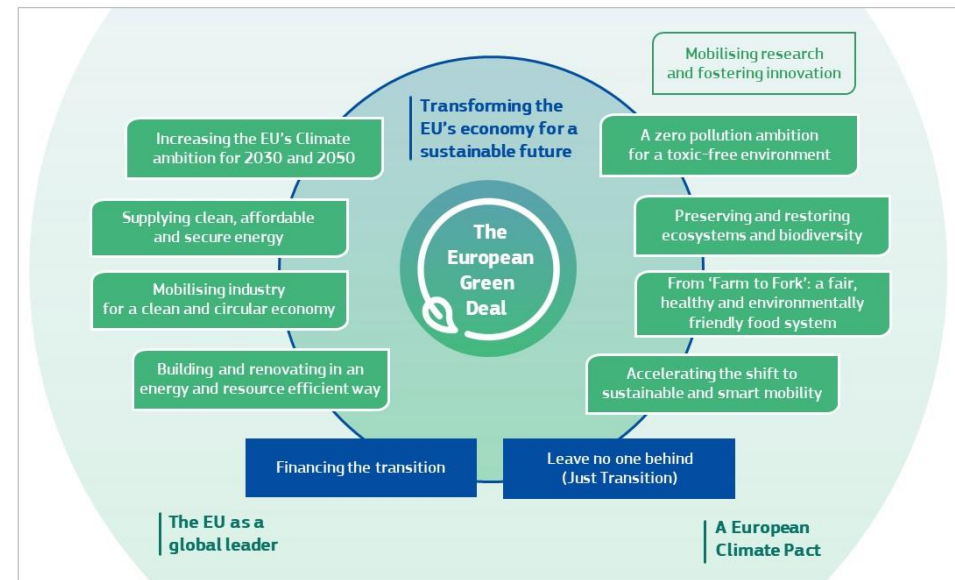 Mobilising research
and fostering innovation
Transforming the
EU's economy for a
sustainable future
Increasing the EU's Climate
ambition for 2030 and 2050
A zero pollution ambition
for a toxic-free environment
Supplying clean, affordable
and secure energy
Preserving and restoring
ecosystems and biodiversity
The
European
Green
Deal
Mobilising industry
for a clean and circular economy
From 'Farm to Fork': a fair,
healthy and environmentally
friendly food system
Building and renovating in an
energy and resource efficient way
Accelerating the shift to
sustainable and smart mobility
Financing the transition
Leave no one behind
(Just Transition)
The EU as a
global leader
A European
Climate Pact